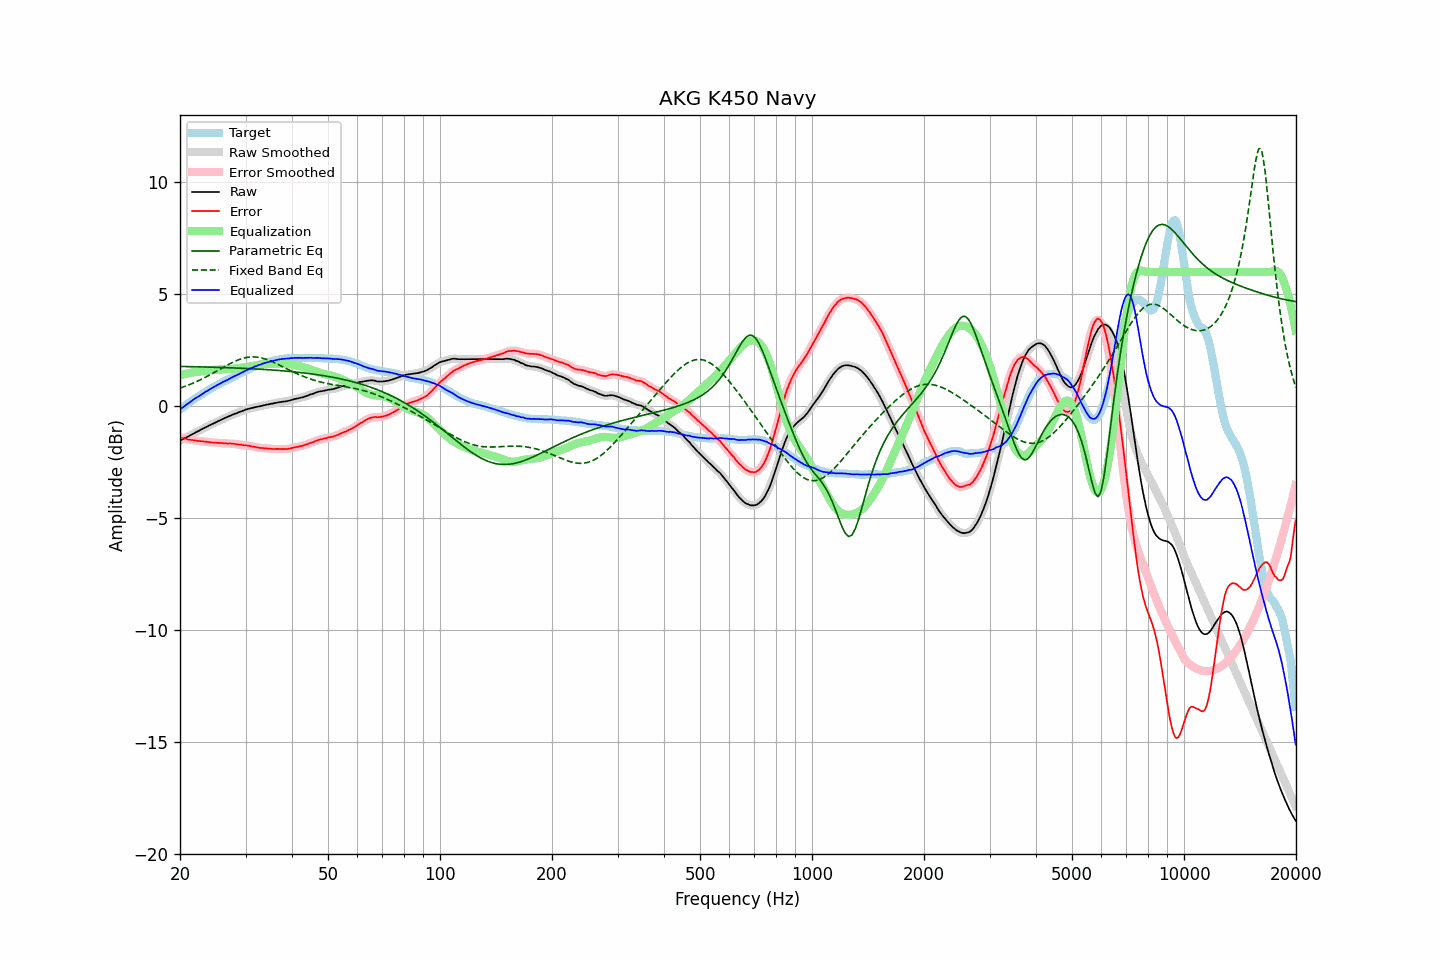 AKG K450 Navy
Target
Raw Smoothed
Error Smoothed
Raw
Error
Equalization
Parametric Eq
Fixed Band Eq
Equalized
10
5
0
−5
−10
−15
−20
Amplitude (dBr)
20
50
100
200
500
1000
2000
5000
10000
20000
Frequency (Hz)